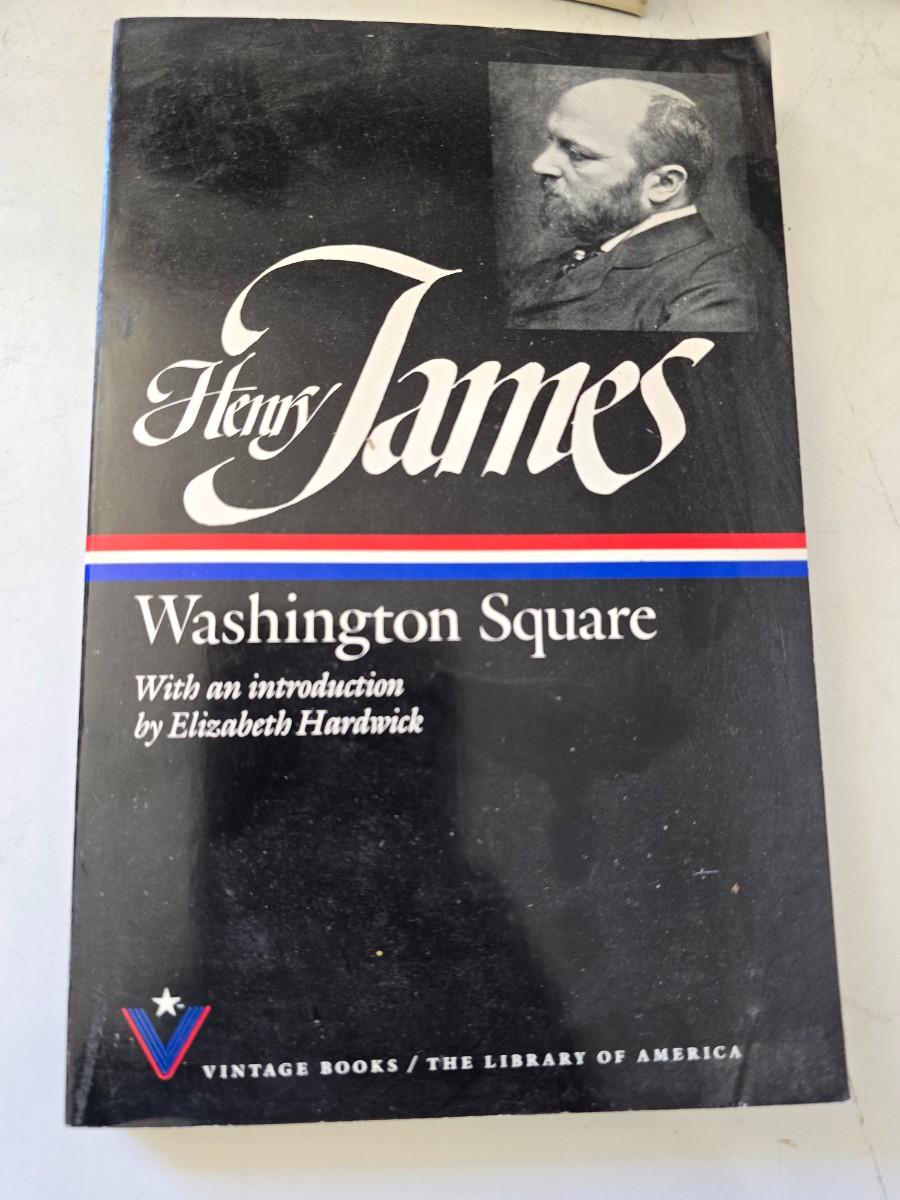 Henry James
Washington Square
With an introduction
by Elizabeth Hardwick
VINTAGE BOOKS / THE LIBRARY OF AMERICA